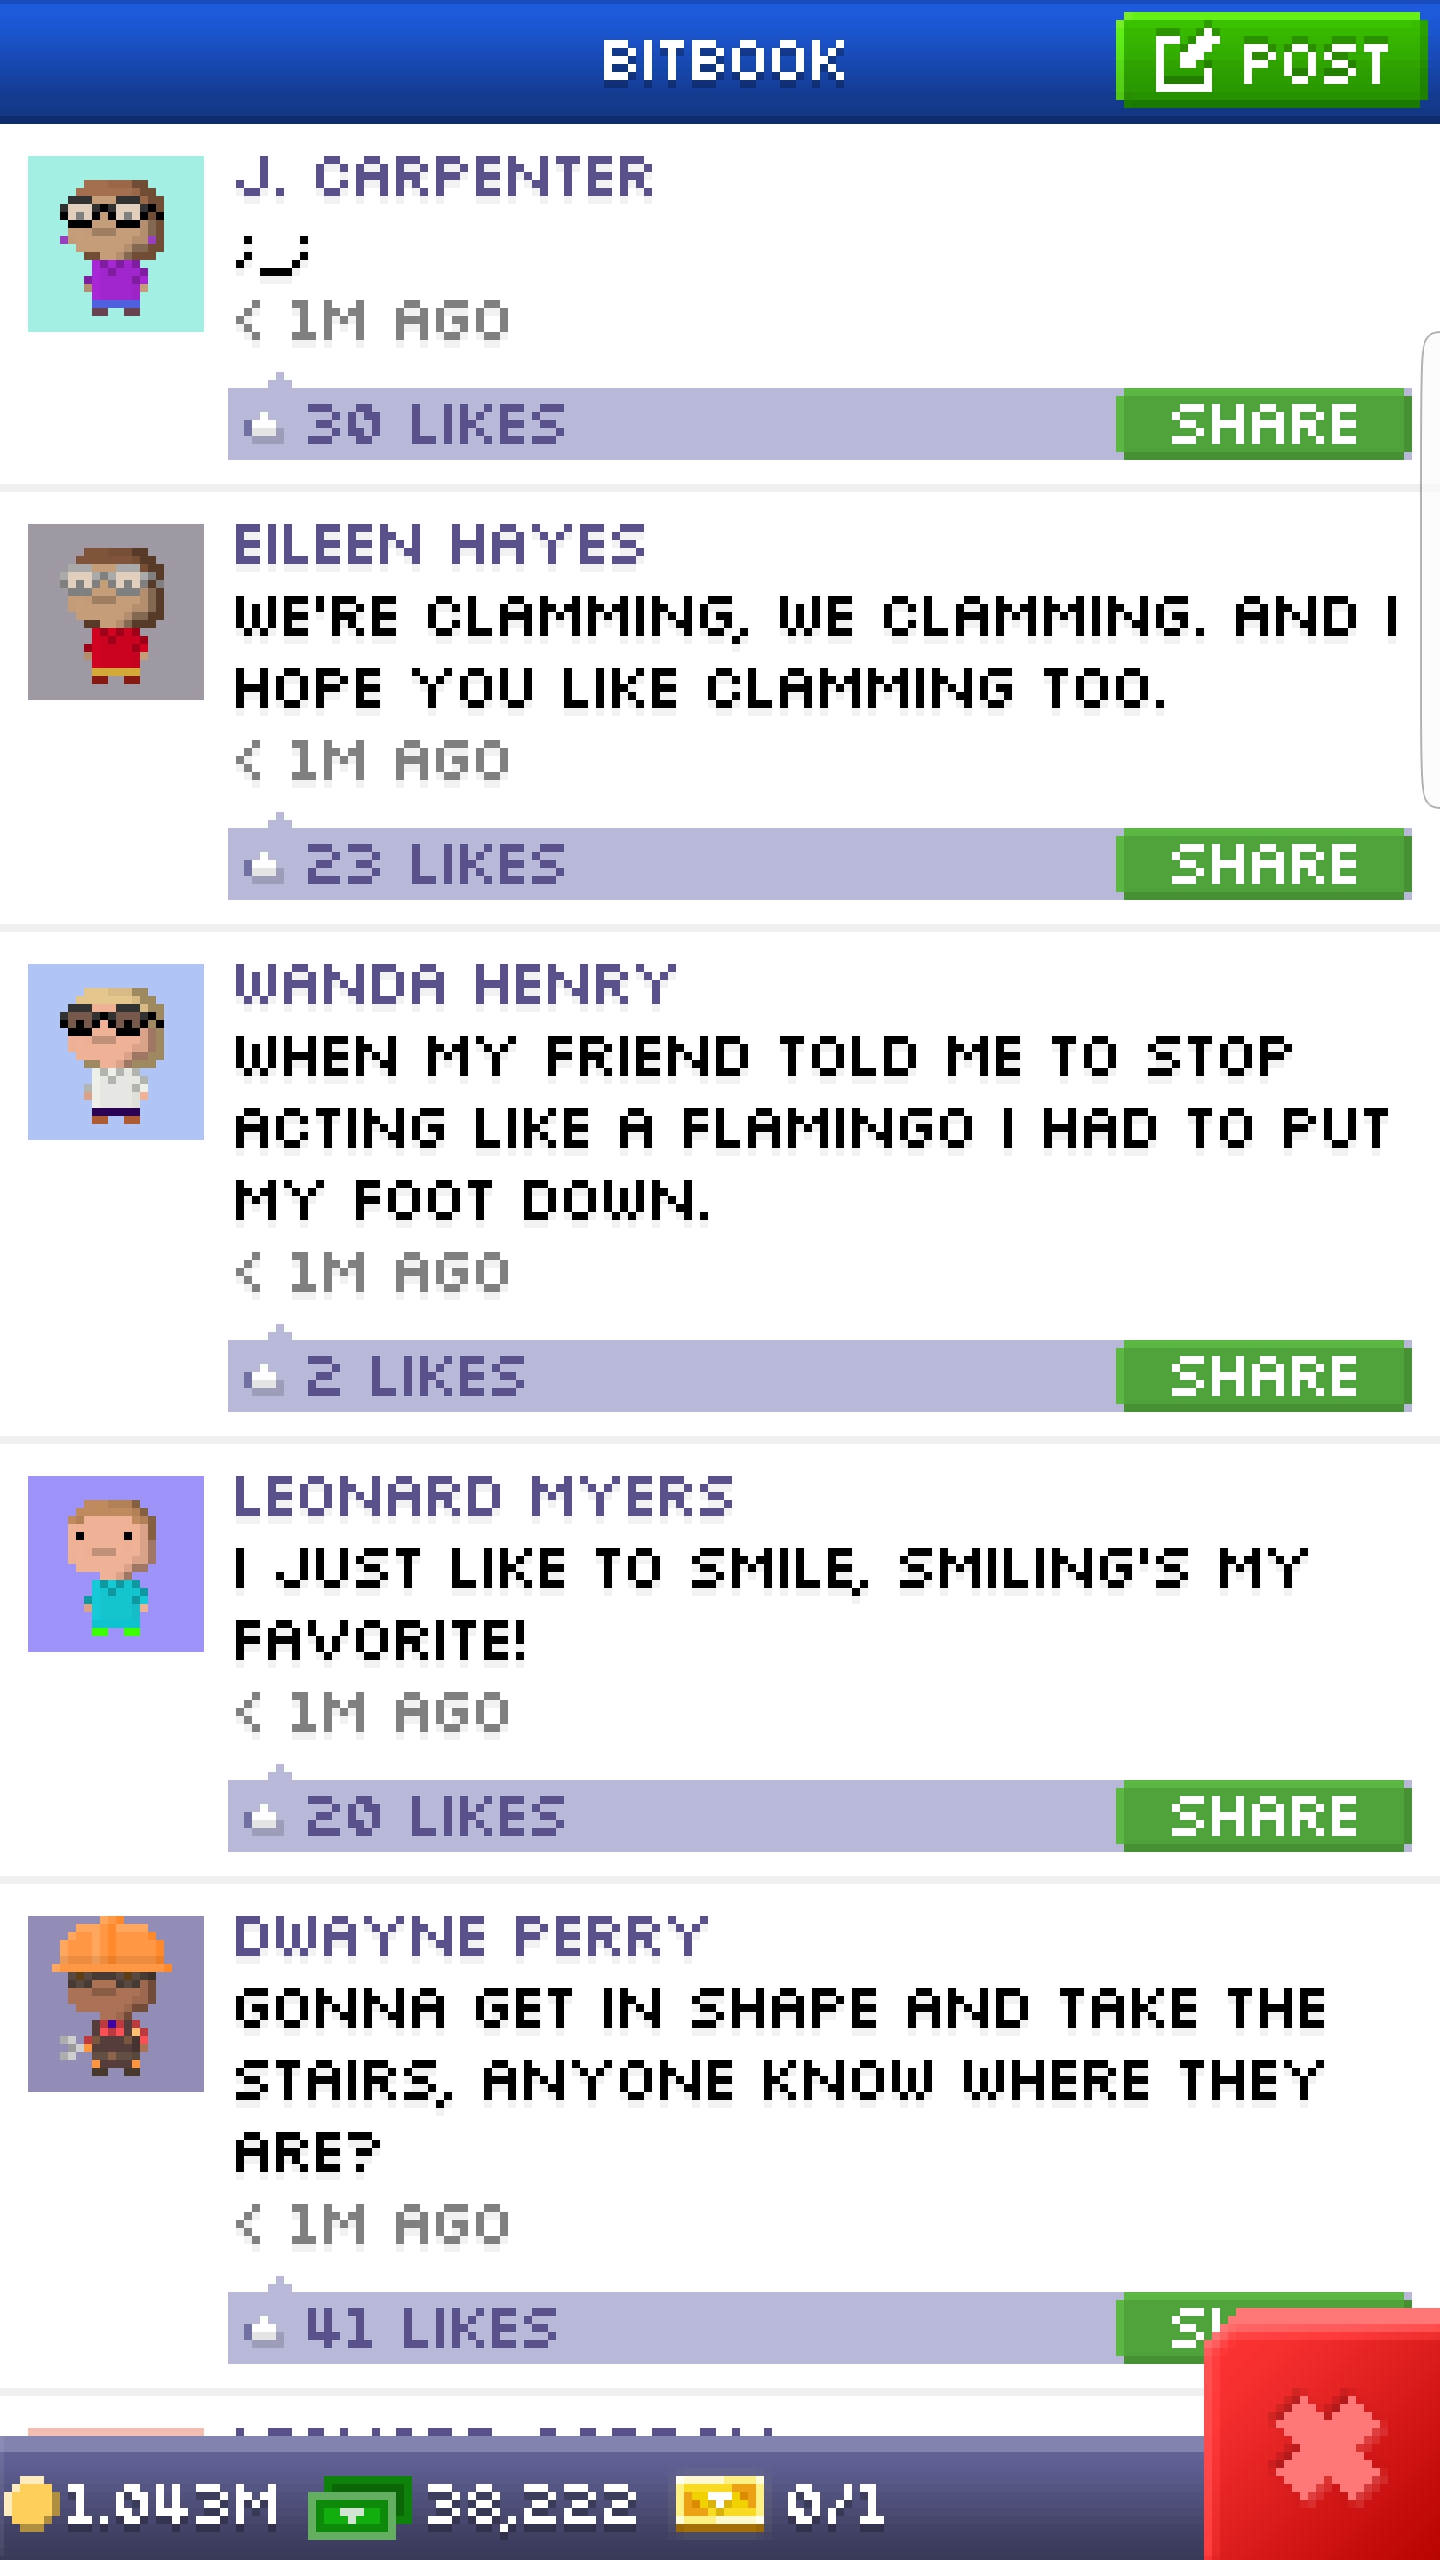 BITBOOK
POST
J. CARPENTER
;_;
< 1M AGO
30 LIKES
SHARE
EILEEN HAYES
WE'RE CLAMMING, WE CLAMMING. AND I
HOPE YOU LIKE CLAMMING TOO.
< 1M AGO
23 LIKES
SHARE
WANDA HENRY
WHEN MY FRIEND TOLD ME TO STOP
ACTING LIKE A FLAMINGO I HAD TO PUT
MY FOOT DOWN.
< 1M AGO
2 LIKES
SHARE
LEONARD MYERS
I JUST LIKE TO SMILE, SMILING'S MY
FAVORITE!
< 1M AGO
20 LIKES
SHARE
DWAYNE PERRY
GONNA GET IN SHAPE AND TAKE THE
STAIRS, ANYONE KNOW WHERE THEY
ARE?
< 1M AGO
41 LIKES
1.043M
38,222
0/1